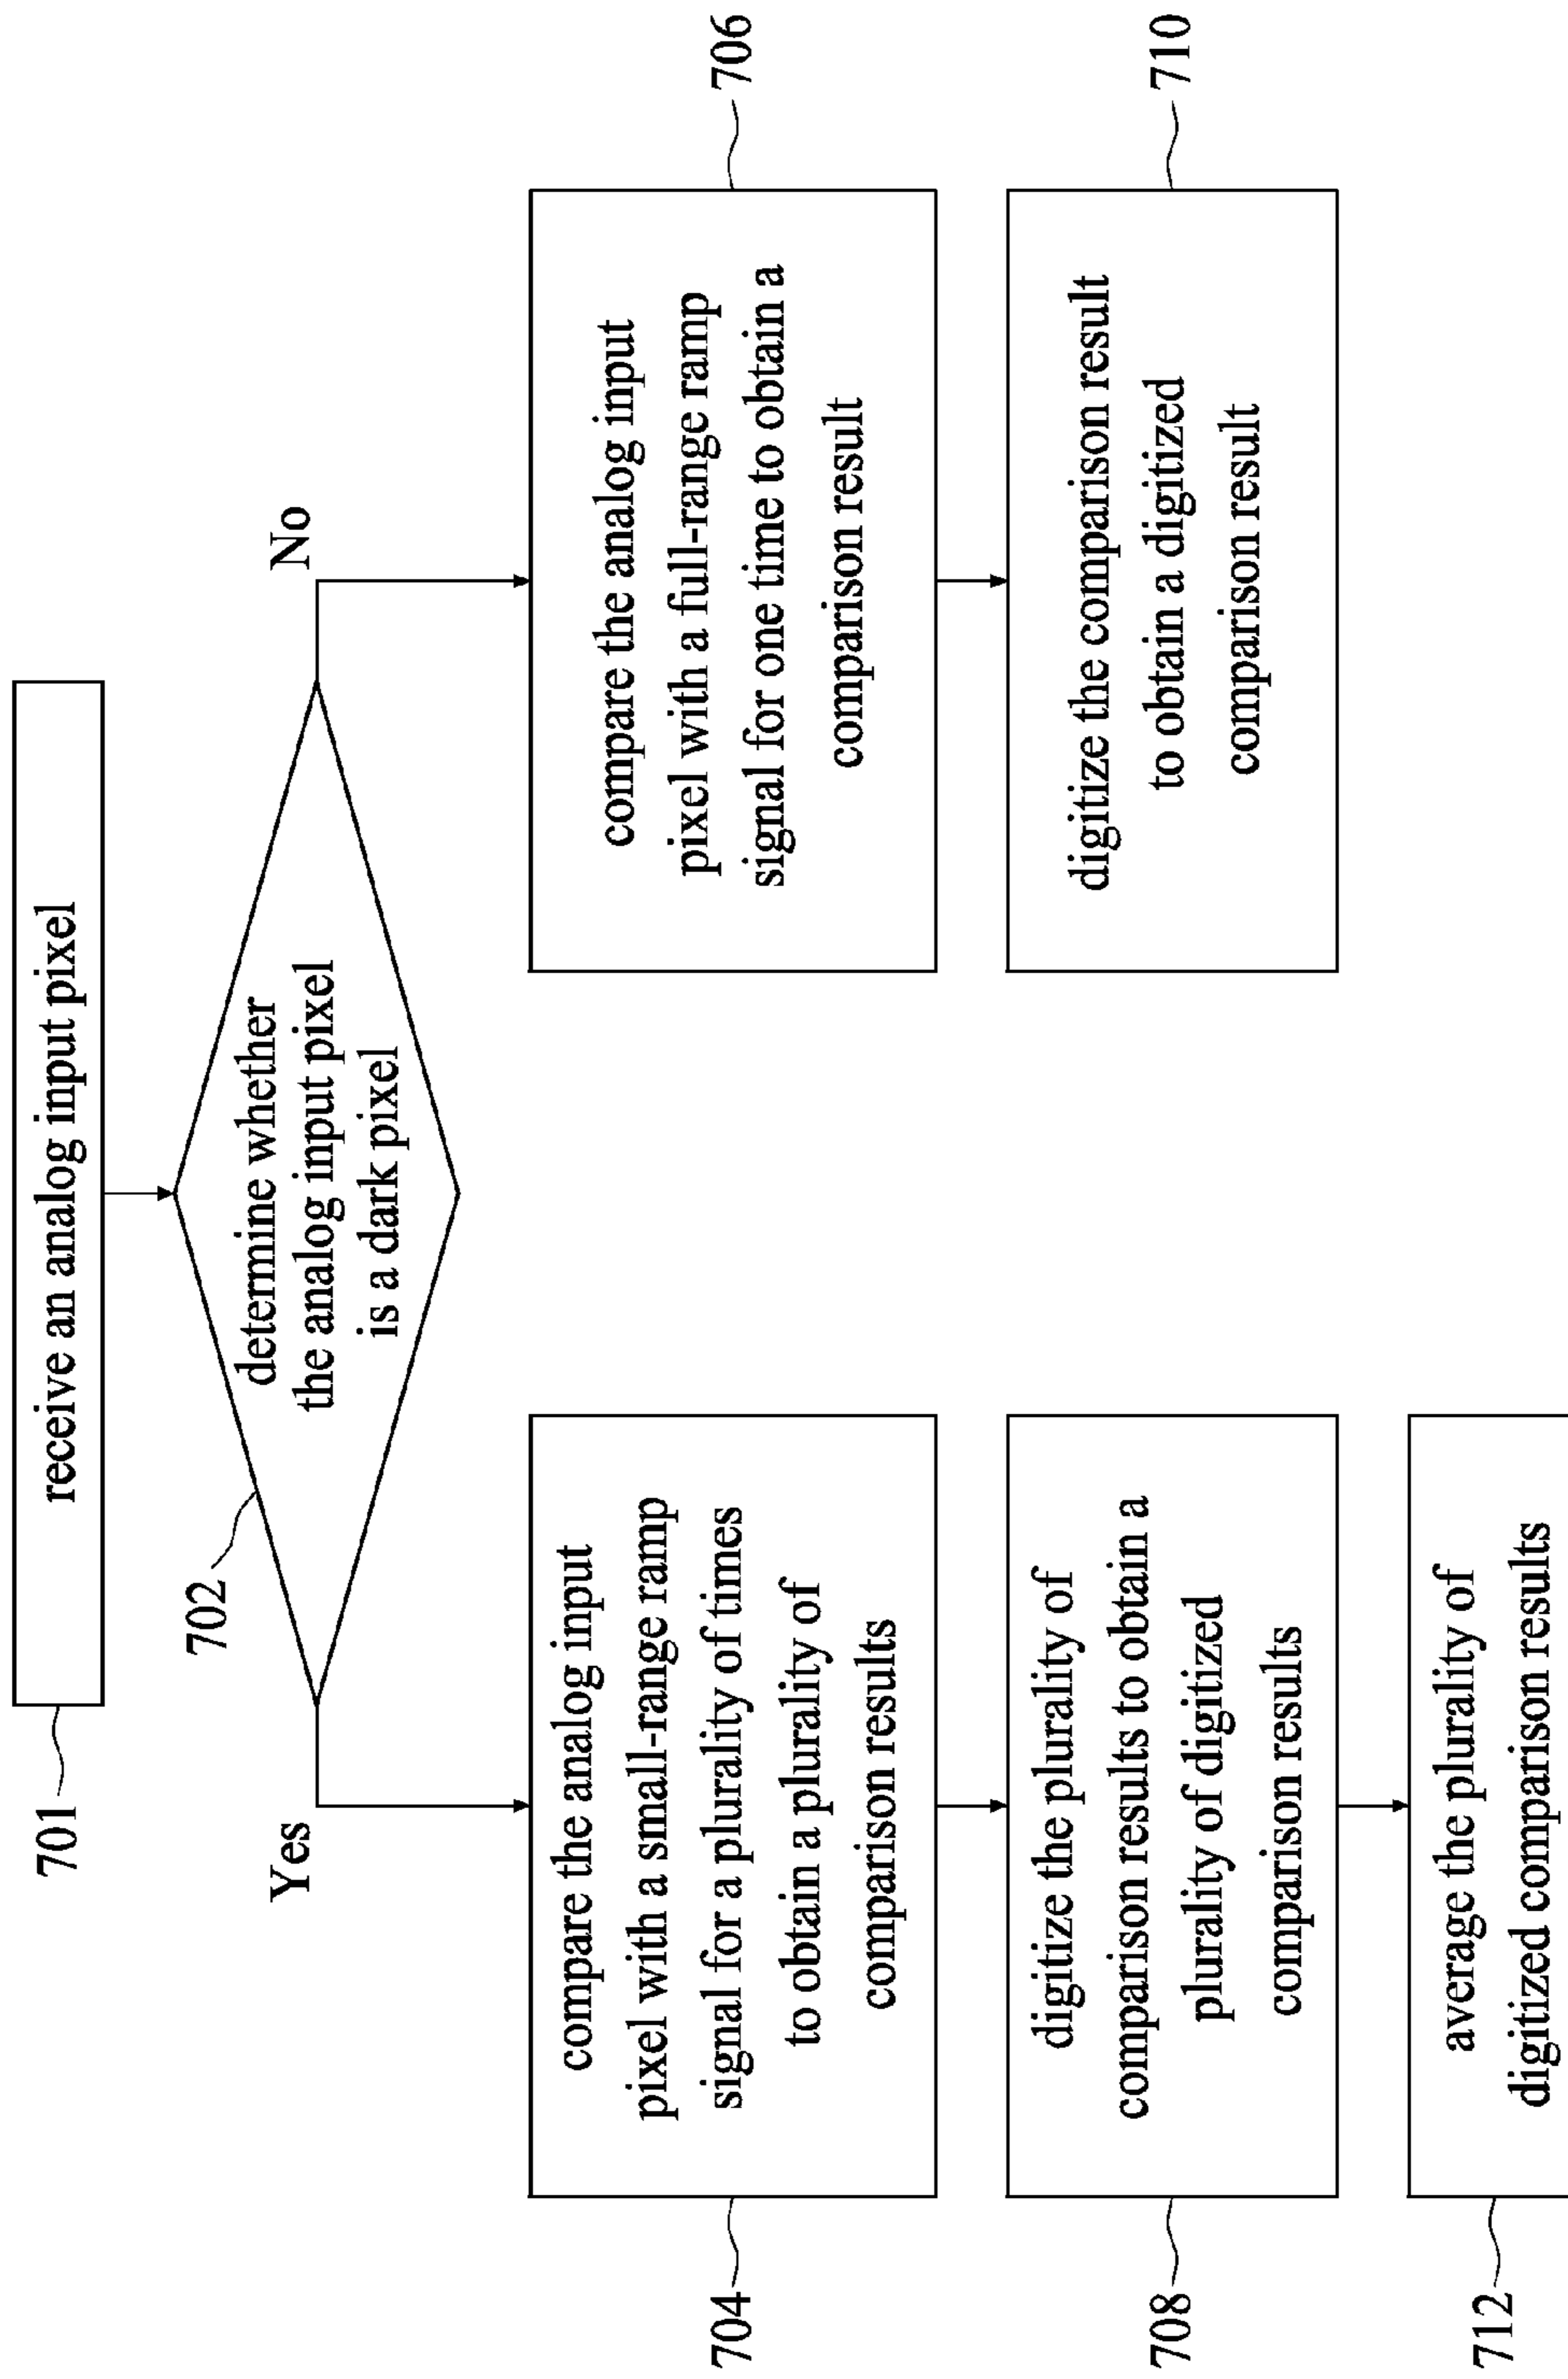 701
receive an analog input pixel
702
determine whether
the analog input pixel
is a dark pixel
Yes
No
704
compare the analog input
pixel with a small-range ramp
signal for a plurality of times
to obtain a plurality of
comparison results
compare the analog input
pixel with a full-range ramp
signal for one time to obtain a
comparison result
706
708
digitize the plurality of
comparison results to obtain a
plurality of digitized
comparison results
digitize the comparison result
to obtain a digitized
comparison result
710
712
average the plurality of
digitized comparison results